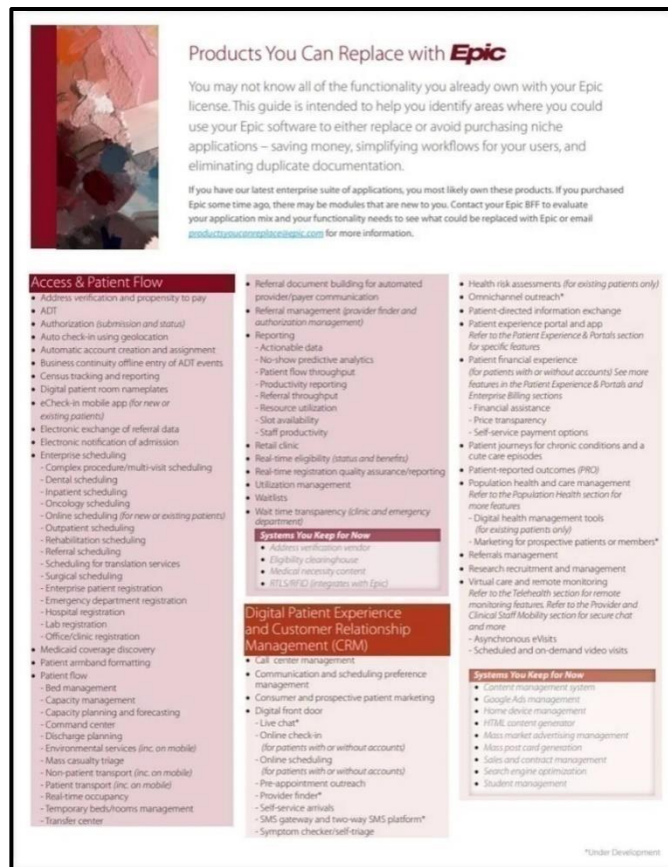 Products You Can Replace with Epic
You may not know all of the functionality you already own with your Epic
license. This guide is intended to help you identify areas where you could
use your Epic software to either replace or avoid purchasing niche
applications – saving money, simplifying workflows for your users, and
eliminating duplicate documentation.
If you have our latest enterprise suite of applications, you most likely own these products. If you purchased
Epic some time ago, there may be modules that are new to you. Contact your Epic BFF to evaluate
your application mix and your functionality needs to see what could be replaced with Epic or email
productsyoucanreplace@epic.com for more information.
Access & Patient Flow
• Address verification and propensity to pay
• ADT
• Authorization (submission and status)
• Auto check-in using geolocation
• Automatic account creation and assignment
• Business continuity offline entry of ADT events
• Census tracking and reporting
• Digital patient room nameplates
• eCheck-in mobile app (for new or
existing patients)
• Electronic exchange of referral data
• Electronic notification of admission
• Enterprise scheduling
- Complex procedure/multi-visit scheduling
- Dental scheduling
- Inpatient scheduling
- Oncology scheduling
- Online scheduling (for new or existing patients)
- Outpatient scheduling
- Rehabilitation scheduling
- Referral scheduling
- Scheduling for translation services
- Surgical scheduling
- Enterprise patient registration
- Emergency department registration
- Hospital registration
- Lab registration
- Office/clinic registration
• Medicaid coverage discovery
• Patient armband formatting
• Patient flow
- Bed management
- Capacity management
- Capacity planning and forecasting
- Command center
- Discharge planning
- Environmental services (inc. on mobile)
- Mass casualty triage
- Non-patient transport (inc. on mobile)
- Patient transport (inc. on mobile)
- Real-time occupancy
- Temporary beds/rooms management
- Transfer center
• Referral document building for automated
provider/payer communication
• Referral management (provider finder and
authorization management)
• Reporting
- Actionable data
- No-show predictive analytics
- Patient flow throughput
- Productivity reporting
- Referral throughput
- Resource utilization
- Slot availability
- Staff productivity
• Retail clinic
• Real-time eligibility (status and benefits)
• Real-time registration quality assurance/reporting
• Utilization management
• Waitlists
• Wait time transparency (clinic and emergency
department)
Systems You Keep for Now
• Address verification vendor
• Eligibility clearinghouse
• Medical necessity content
• RTLS/RFID (integrates with Epic)
Digital Patient Experience
and Customer Relationship
Management (CRM)
• Call center management
• Communication and scheduling preference
management
• Consumer and prospective patient marketing
• Digital front door
- Live chat*
- Online check-in
(for patients with or without accounts)
- Online scheduling
(for patients with or without accounts)
- Pre-appointment outreach
- Provider finder*
- Self-service arrivals
- SMS gateway and two-way SMS platform*
- Symptom checker/self-triage
• Health risk assessments (for existing patients only)
• Omnichannel outreach*
• Patient-directed information exchange
• Patient experience portal and app
Refer to the Patient Experience & Portals section
for specific features
• Patient financial experience
(for patients with or without accounts) See more
features in the Patient Experience & Portals and
Enterprise Billing sections
- Financial assistance
- Price transparency
- Self-service payment options
• Patient journeys for chronic conditions and a
cute care episodes
• Patient-reported outcomes (PRO)
• Population health and care management
Refer to the Population Health section for
more features
- Digital health management tools
(for existing patients only)
- Marketing for prospective patients or members*
• Referrals management
• Research recruitment and management
• Virtual care and remote monitoring
Refer to the Telehealth section for remote
monitoring features. Refer to the Provider and
Clinical Staff Mobility section for secure chat
and more
- Asynchronous eVisits
- Scheduled and on-demand video visits
Systems You Keep for Now
• Content management system
• Google Ads management
• Home device management
• HTML content generator
• Mass market advertising management
• Mass post card generation
• Sales and contract management
• Search engine optimization
• Student management
*Under Development